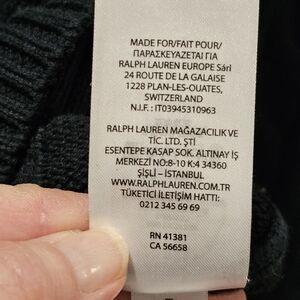 MADE FOR/FAIT POUR/
ΠΑΡΑΣΚΕΥΑΖΕΤΑΙ ΓΙΑ
RALPH LAUREN EUROPE Sàrl
24 ROUTE DE LA GALAISE
1228 PLAN-LES-OUATES,
SWITZERLAND
N.I.F. : IT03945310963
RALPH LAUREN MAĞAZACILIK VE
TİC. LTD. ŞTİ
ESENTEPE KASAP SOK. ALTINAY İŞ
MERKEZİ NO:8-10 K:4 34360
ŞİŞLİ – İSTANBUL
WWW.RALPHLAUREN.COM.TR
TÜKETİCİ İLETİŞİM HATTI:
0212 345 69 69
RN 41381
CA 56658